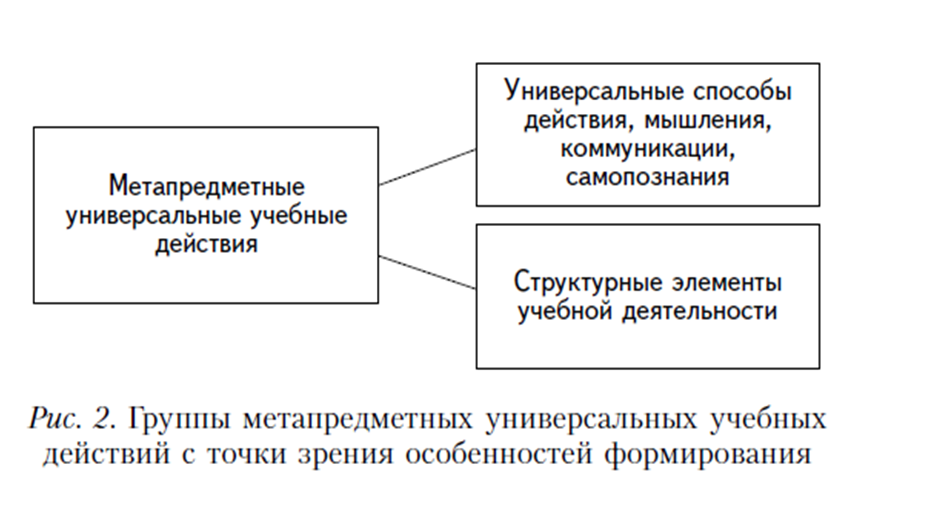 Универсальные способы
действия, мышления,
коммуникации,
самопознания
Метапредметные
универсальные учебные
действия
Структурные элементы
учебной деятельности
Рис. 2. Группы метапредметных универсальных учебных
действий с точки зрения особенностей формирования